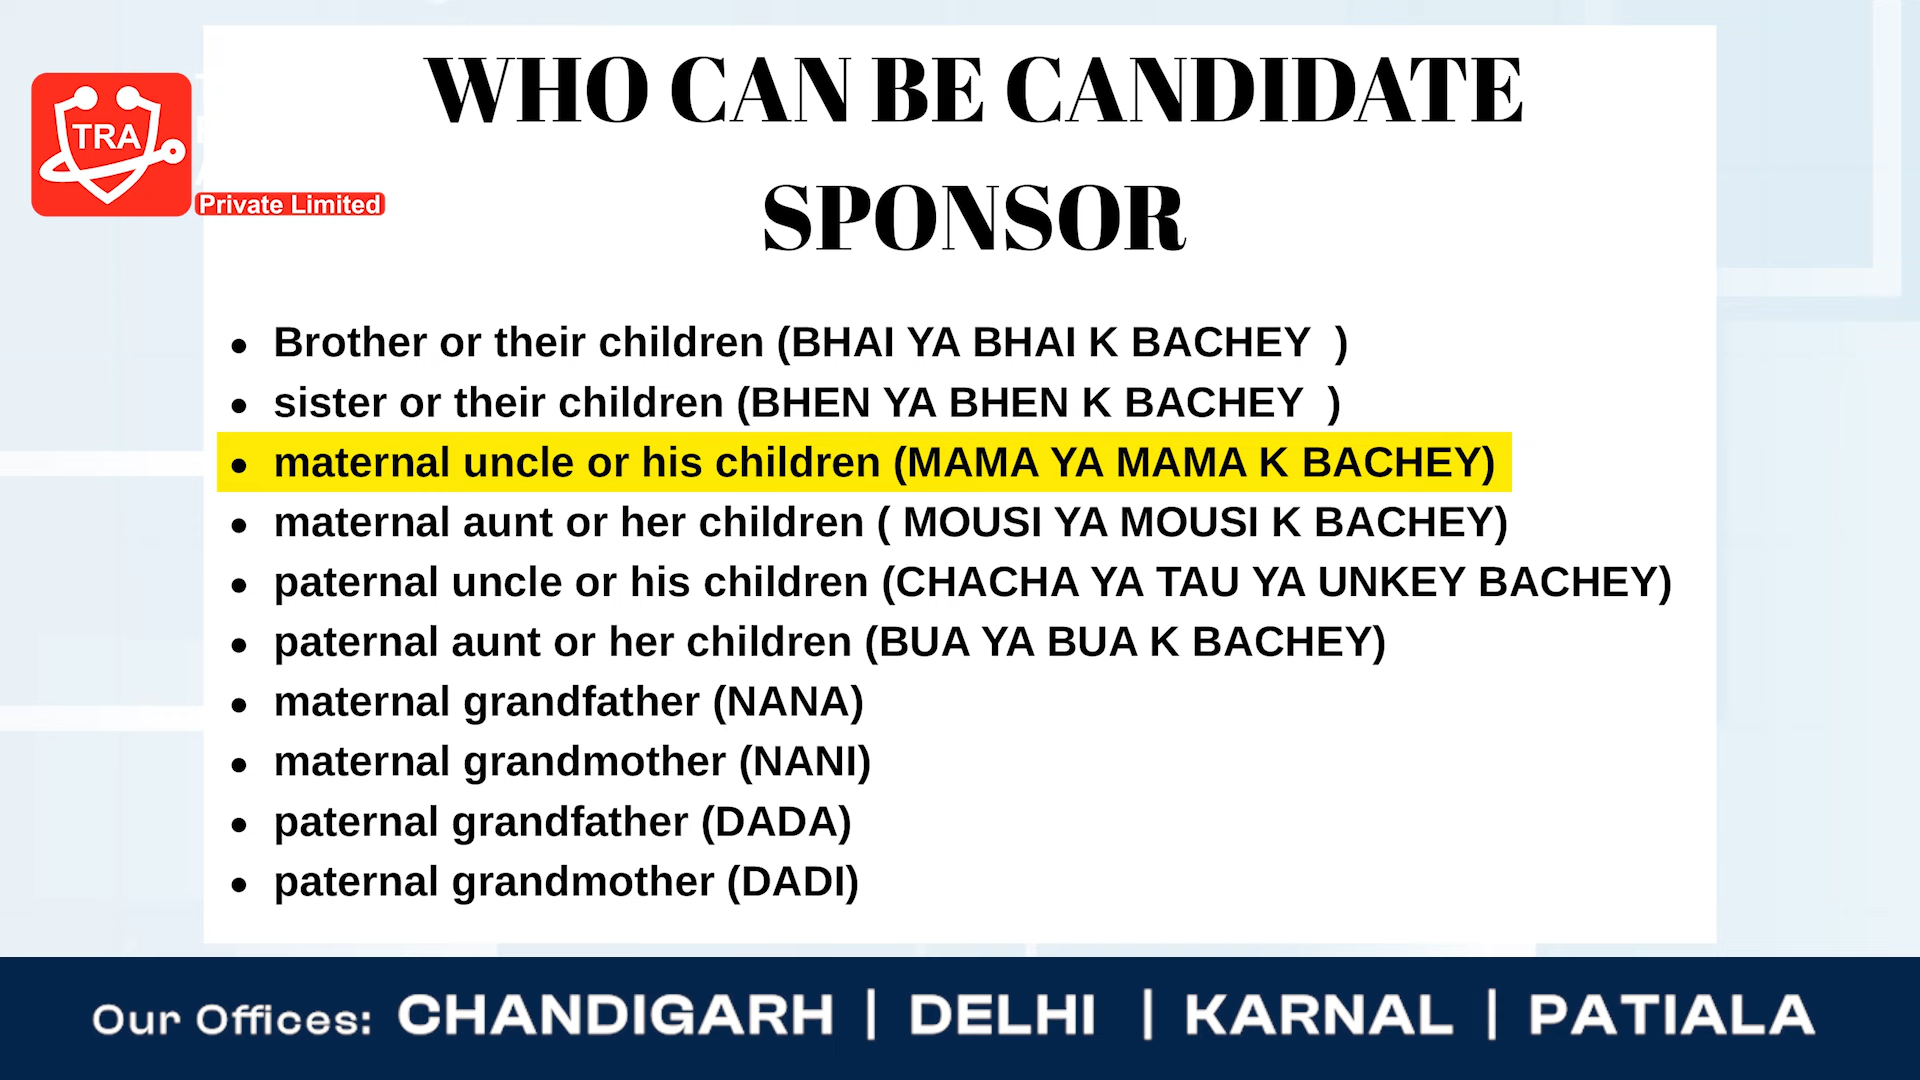 WHO CAN BE CANDIDATE
SPONSOR
TRA
Private Limited
• Brother or their children (BHAI YA BHAI K BACHEY  )
• sister or their children (BHEN YA BHEN K BACHEY  )
• maternal uncle or his children (MAMA YA MAMA K BACHEY)
• maternal aunt or her children ( MOUSI YA MOUSI K BACHEY)
• paternal uncle or his children (CHACHA YA TAU YA UNKEY BACHEY)
• paternal aunt or her children (BUA YA BUA K BACHEY)
• maternal grandfather (NANA)
• maternal grandmother (NANI)
• paternal grandfather (DADA)
• paternal grandmother (DADI)
Our Offices: CHANDIGARH | DELHI | KARNAL | PATIALA